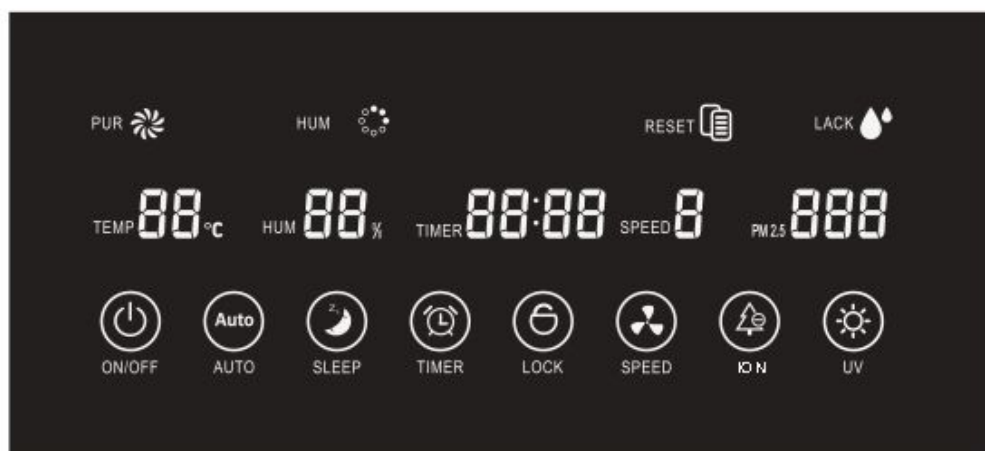 PUR HUM RESET LACK
TEMP 88 °C HUM 88 % TIMER 88:88 SPEED 8 PM2.5 888
Auto
ON/OFF AUTO SLEEP TIMER LOCK SPEED ION UV